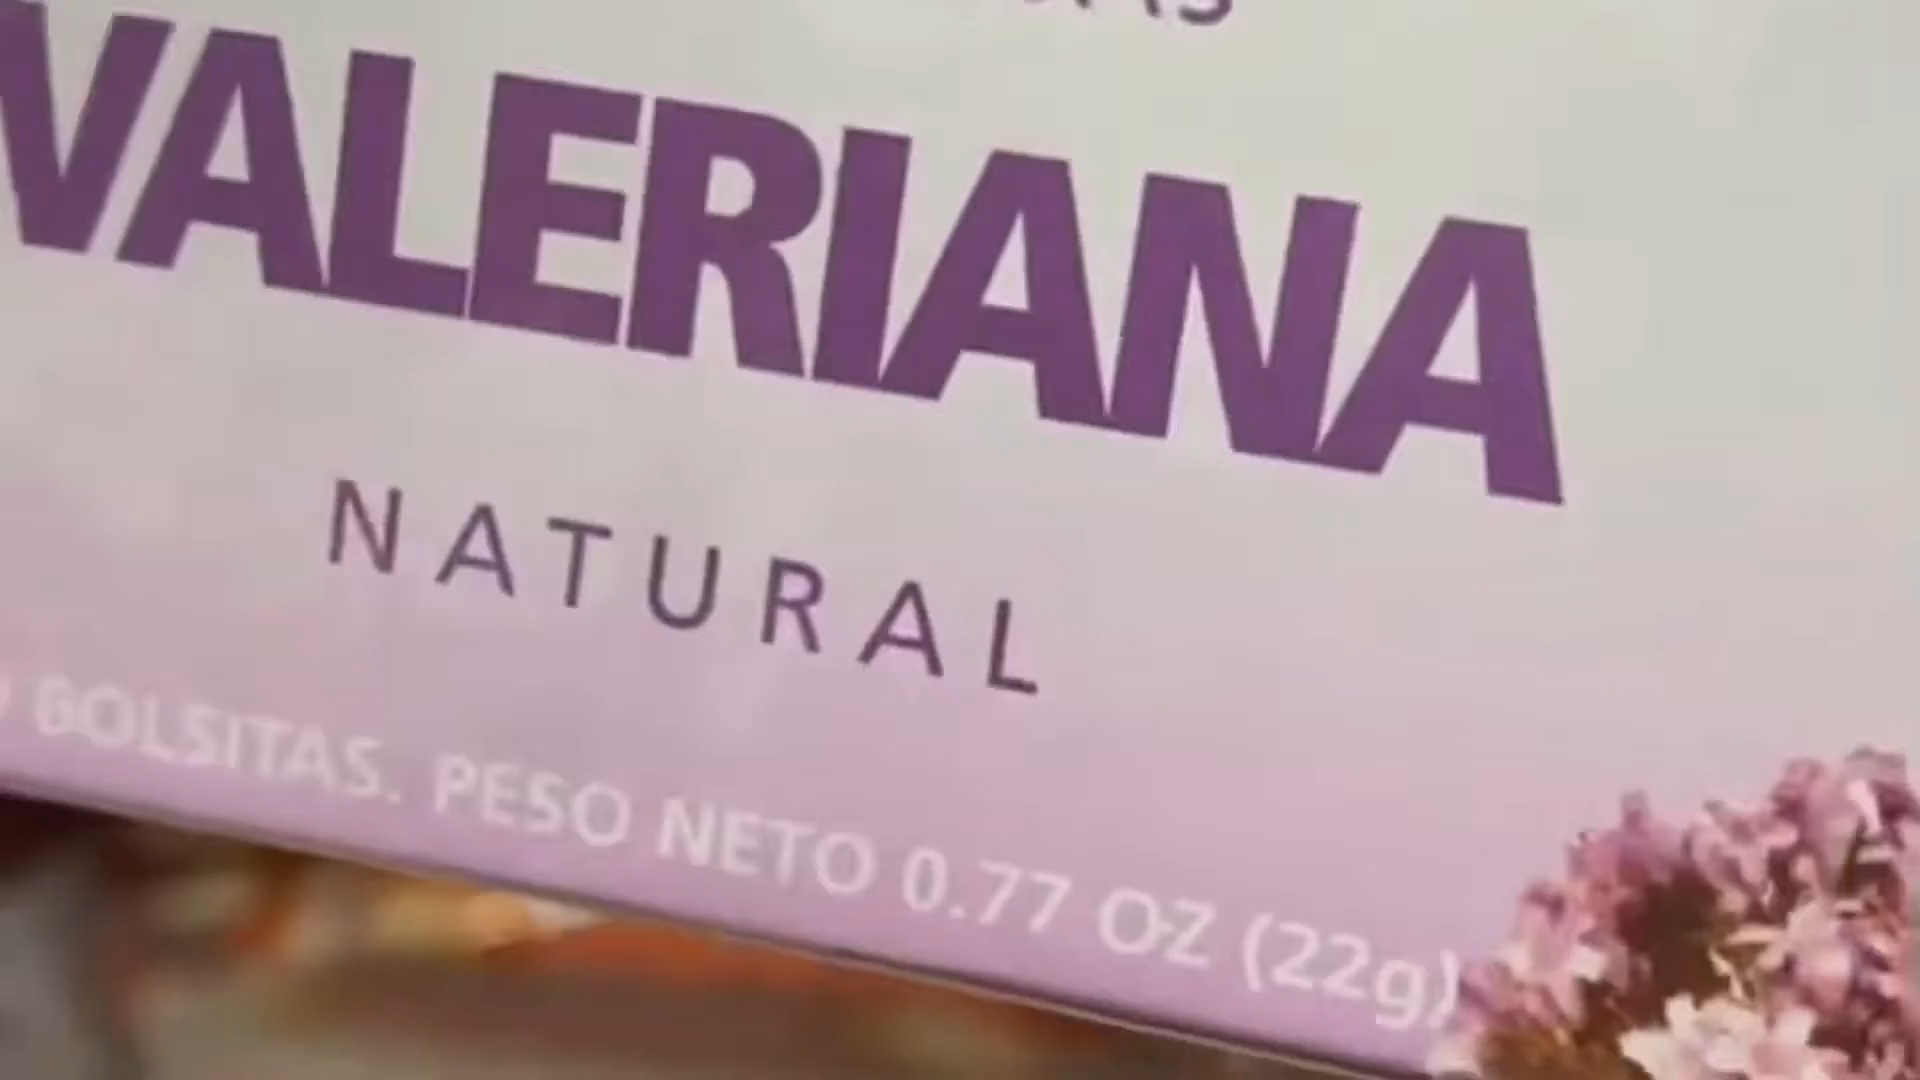 VALERIANA
NATURAL
BOLSITAS. PESO NETO 0.77 OZ (22g)